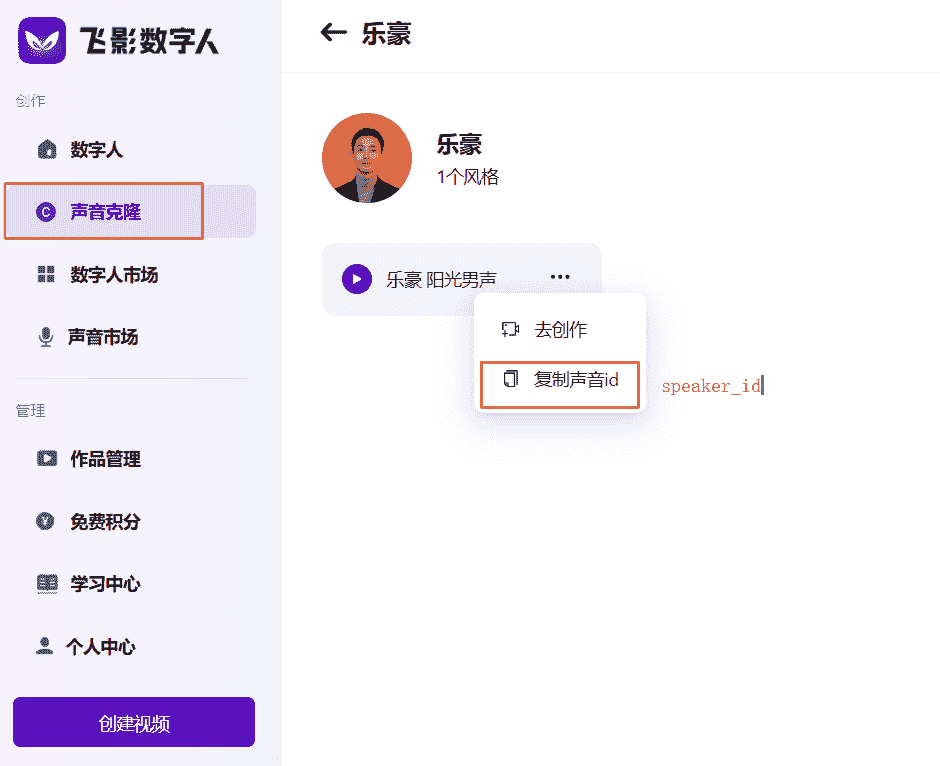 飞影数字人
创作
数字人
声音克隆
数字人市场
声音市场
管理
作品管理
免费积分
学习中心
个人中心
创建视频
乐豪
乐豪
1个风格
乐豪 阳光男声
去创作
复制声音id
speaker_id